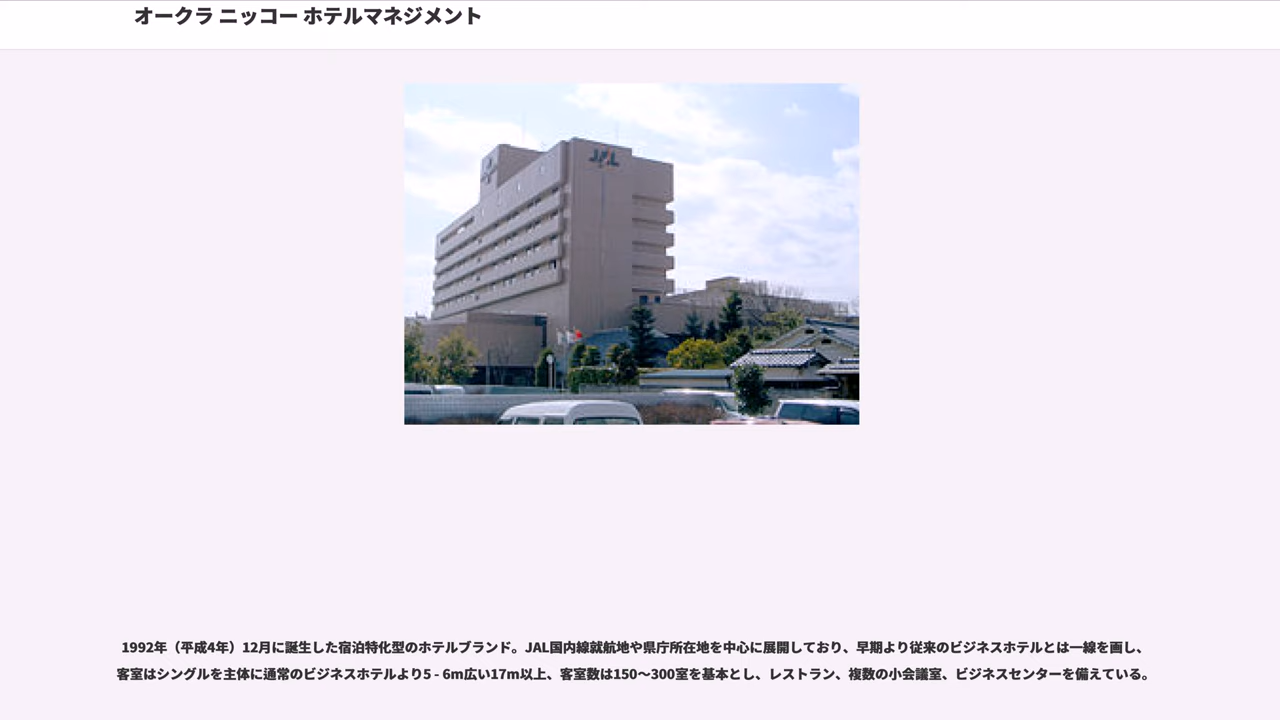 オークラ ニッコー ホテルマネジメント
JAL
1992年（平成4年）12月に誕生した宿泊特化型のホテルブランド。JAL国内線就航地や県庁所在地を中心に展開しており、早期より従来のビジネスホテルとは一線を画し、
客室はシングルを主体に通常のビジネスホテルより5 - 6m広い17m以上、客室数は150〜300室を基本とし、レストラン、複数の小会議室、ビジネスセンターを備えている。